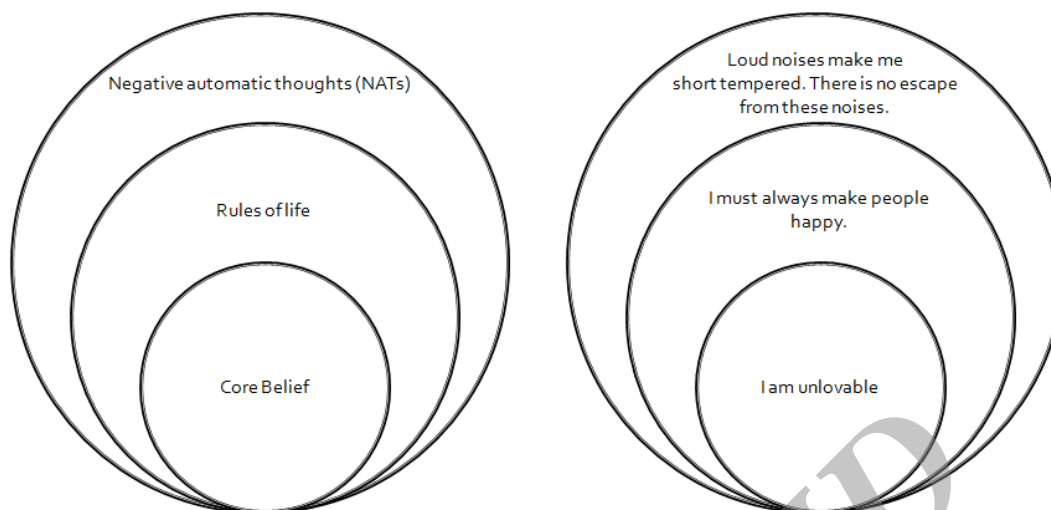 Negative automatic thoughts (NATs)
Rules of life
Core Belief
Loud noises make me
short tempered. There is no escape
from these noises.
I must always make people
happy.
I am unlovable